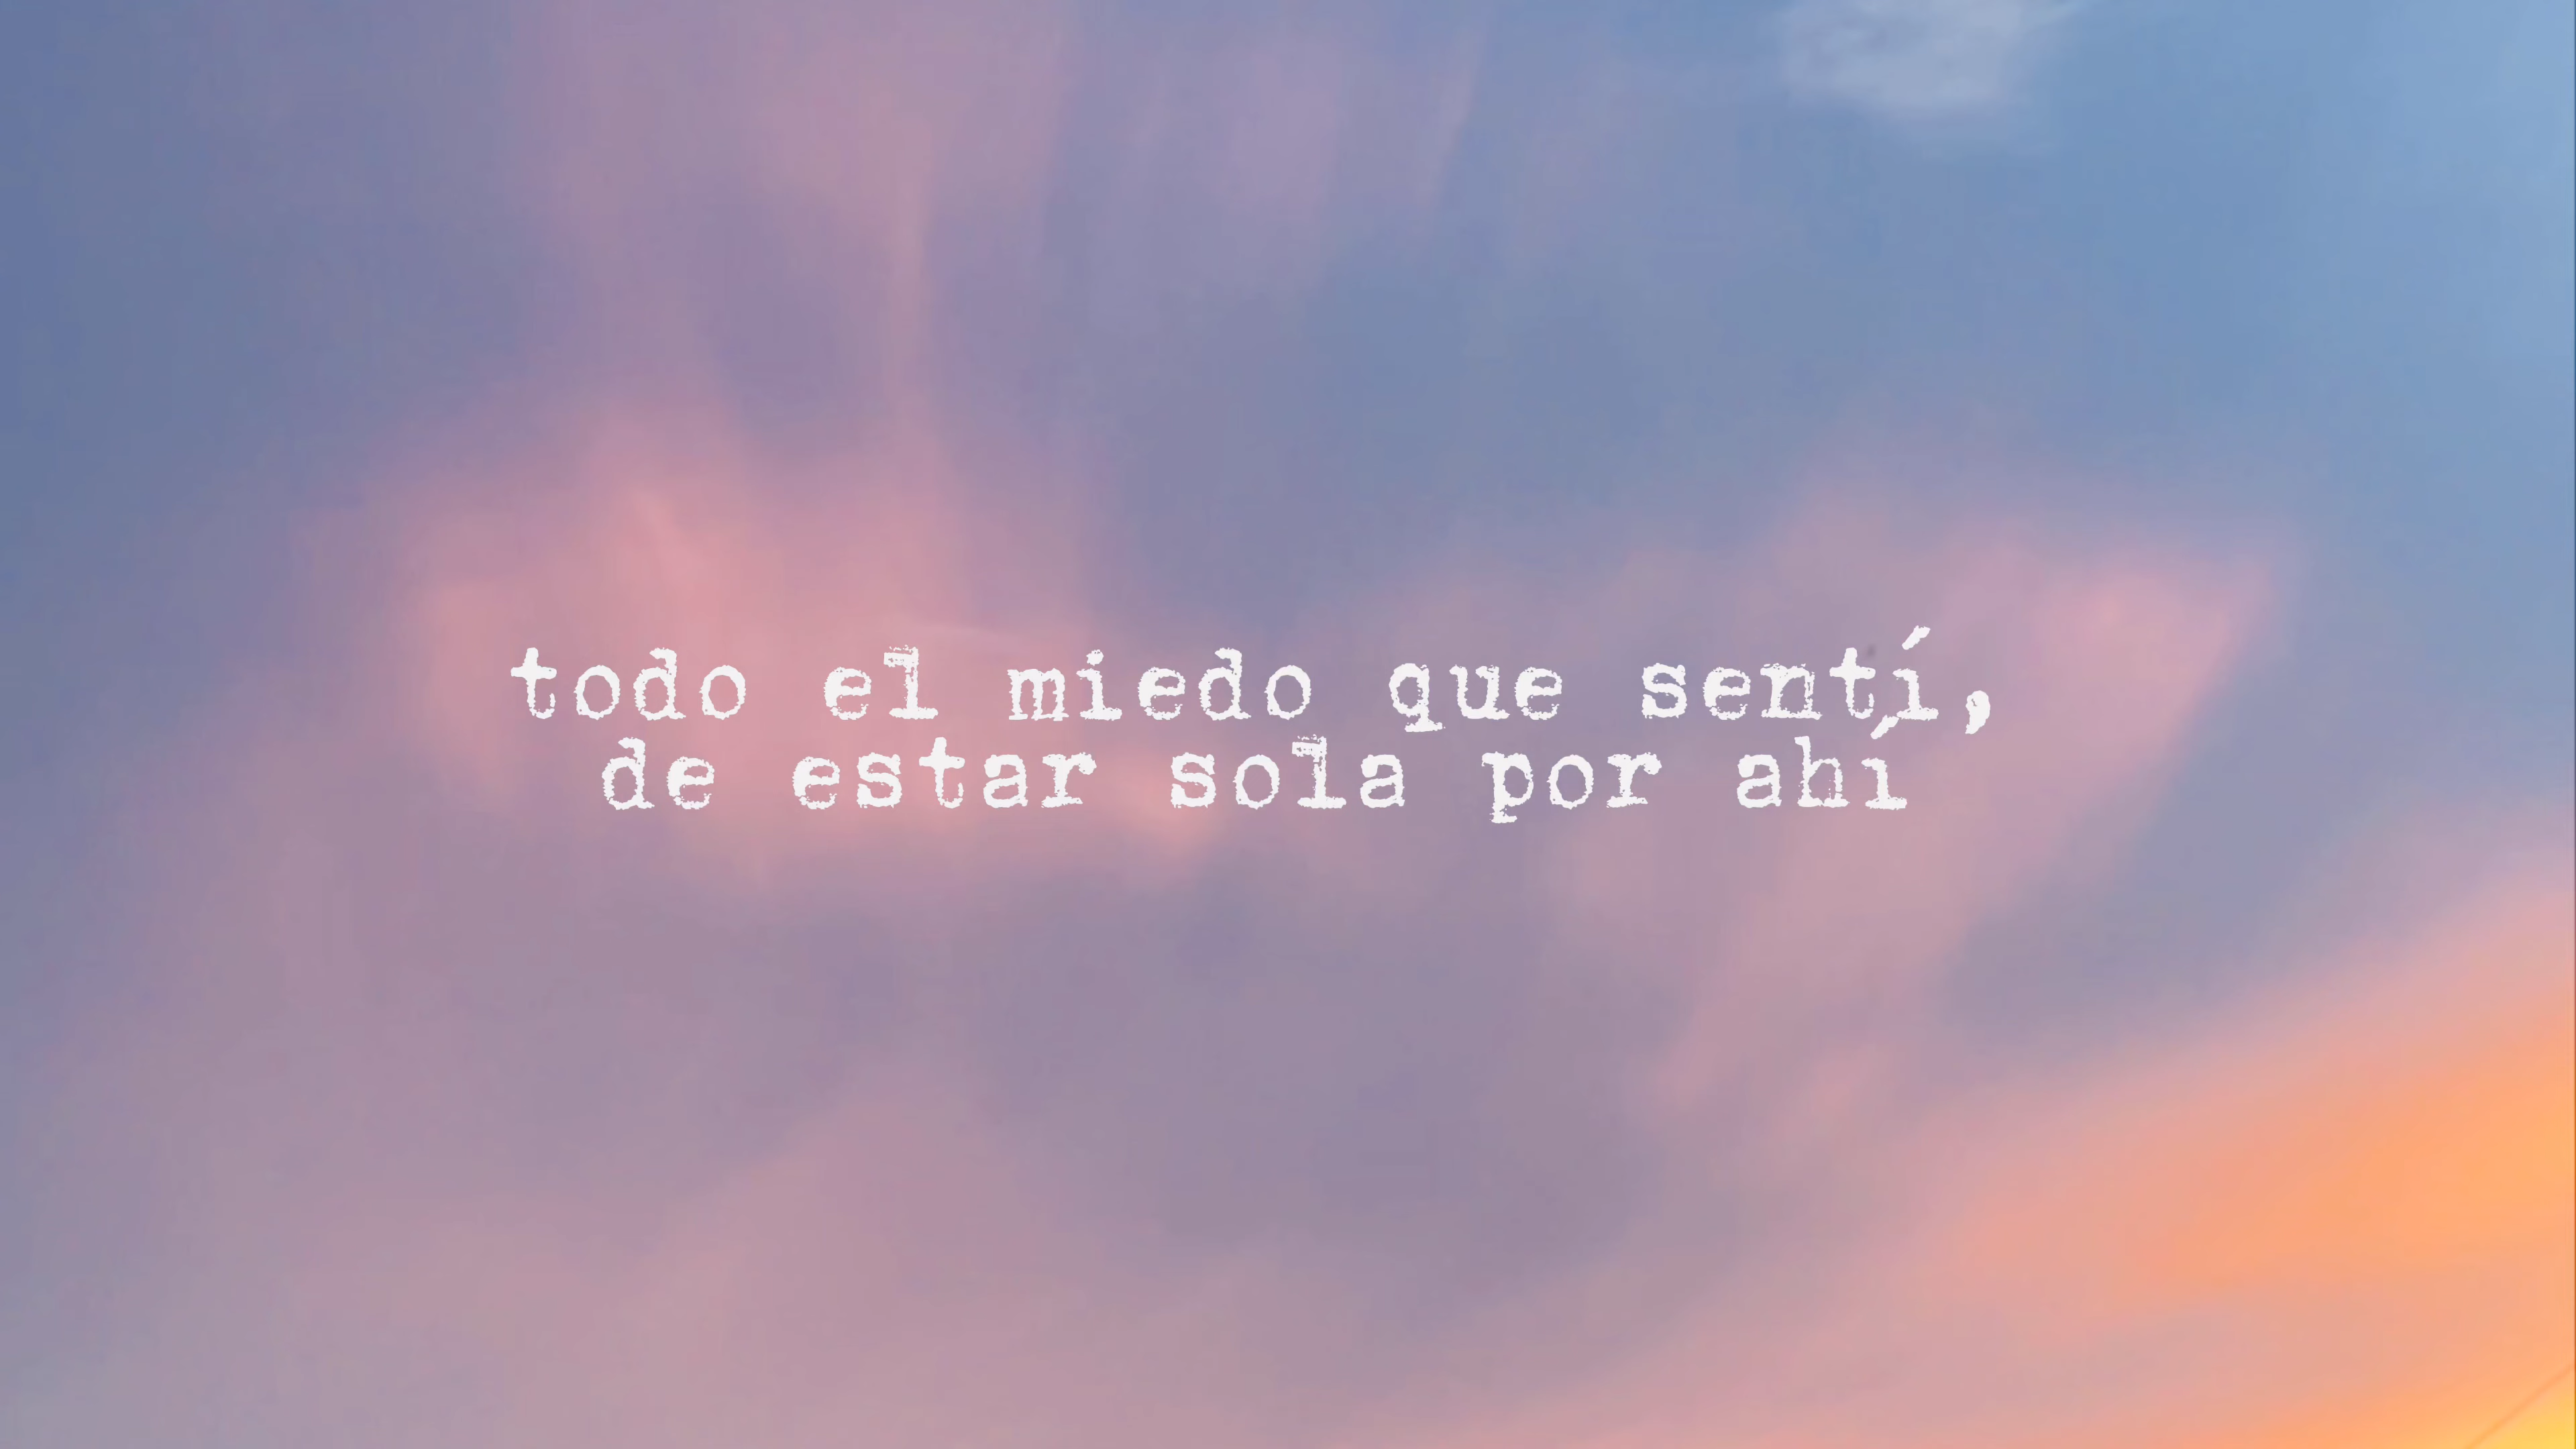 todo el miedo que sentí,
de estar sola por ahí